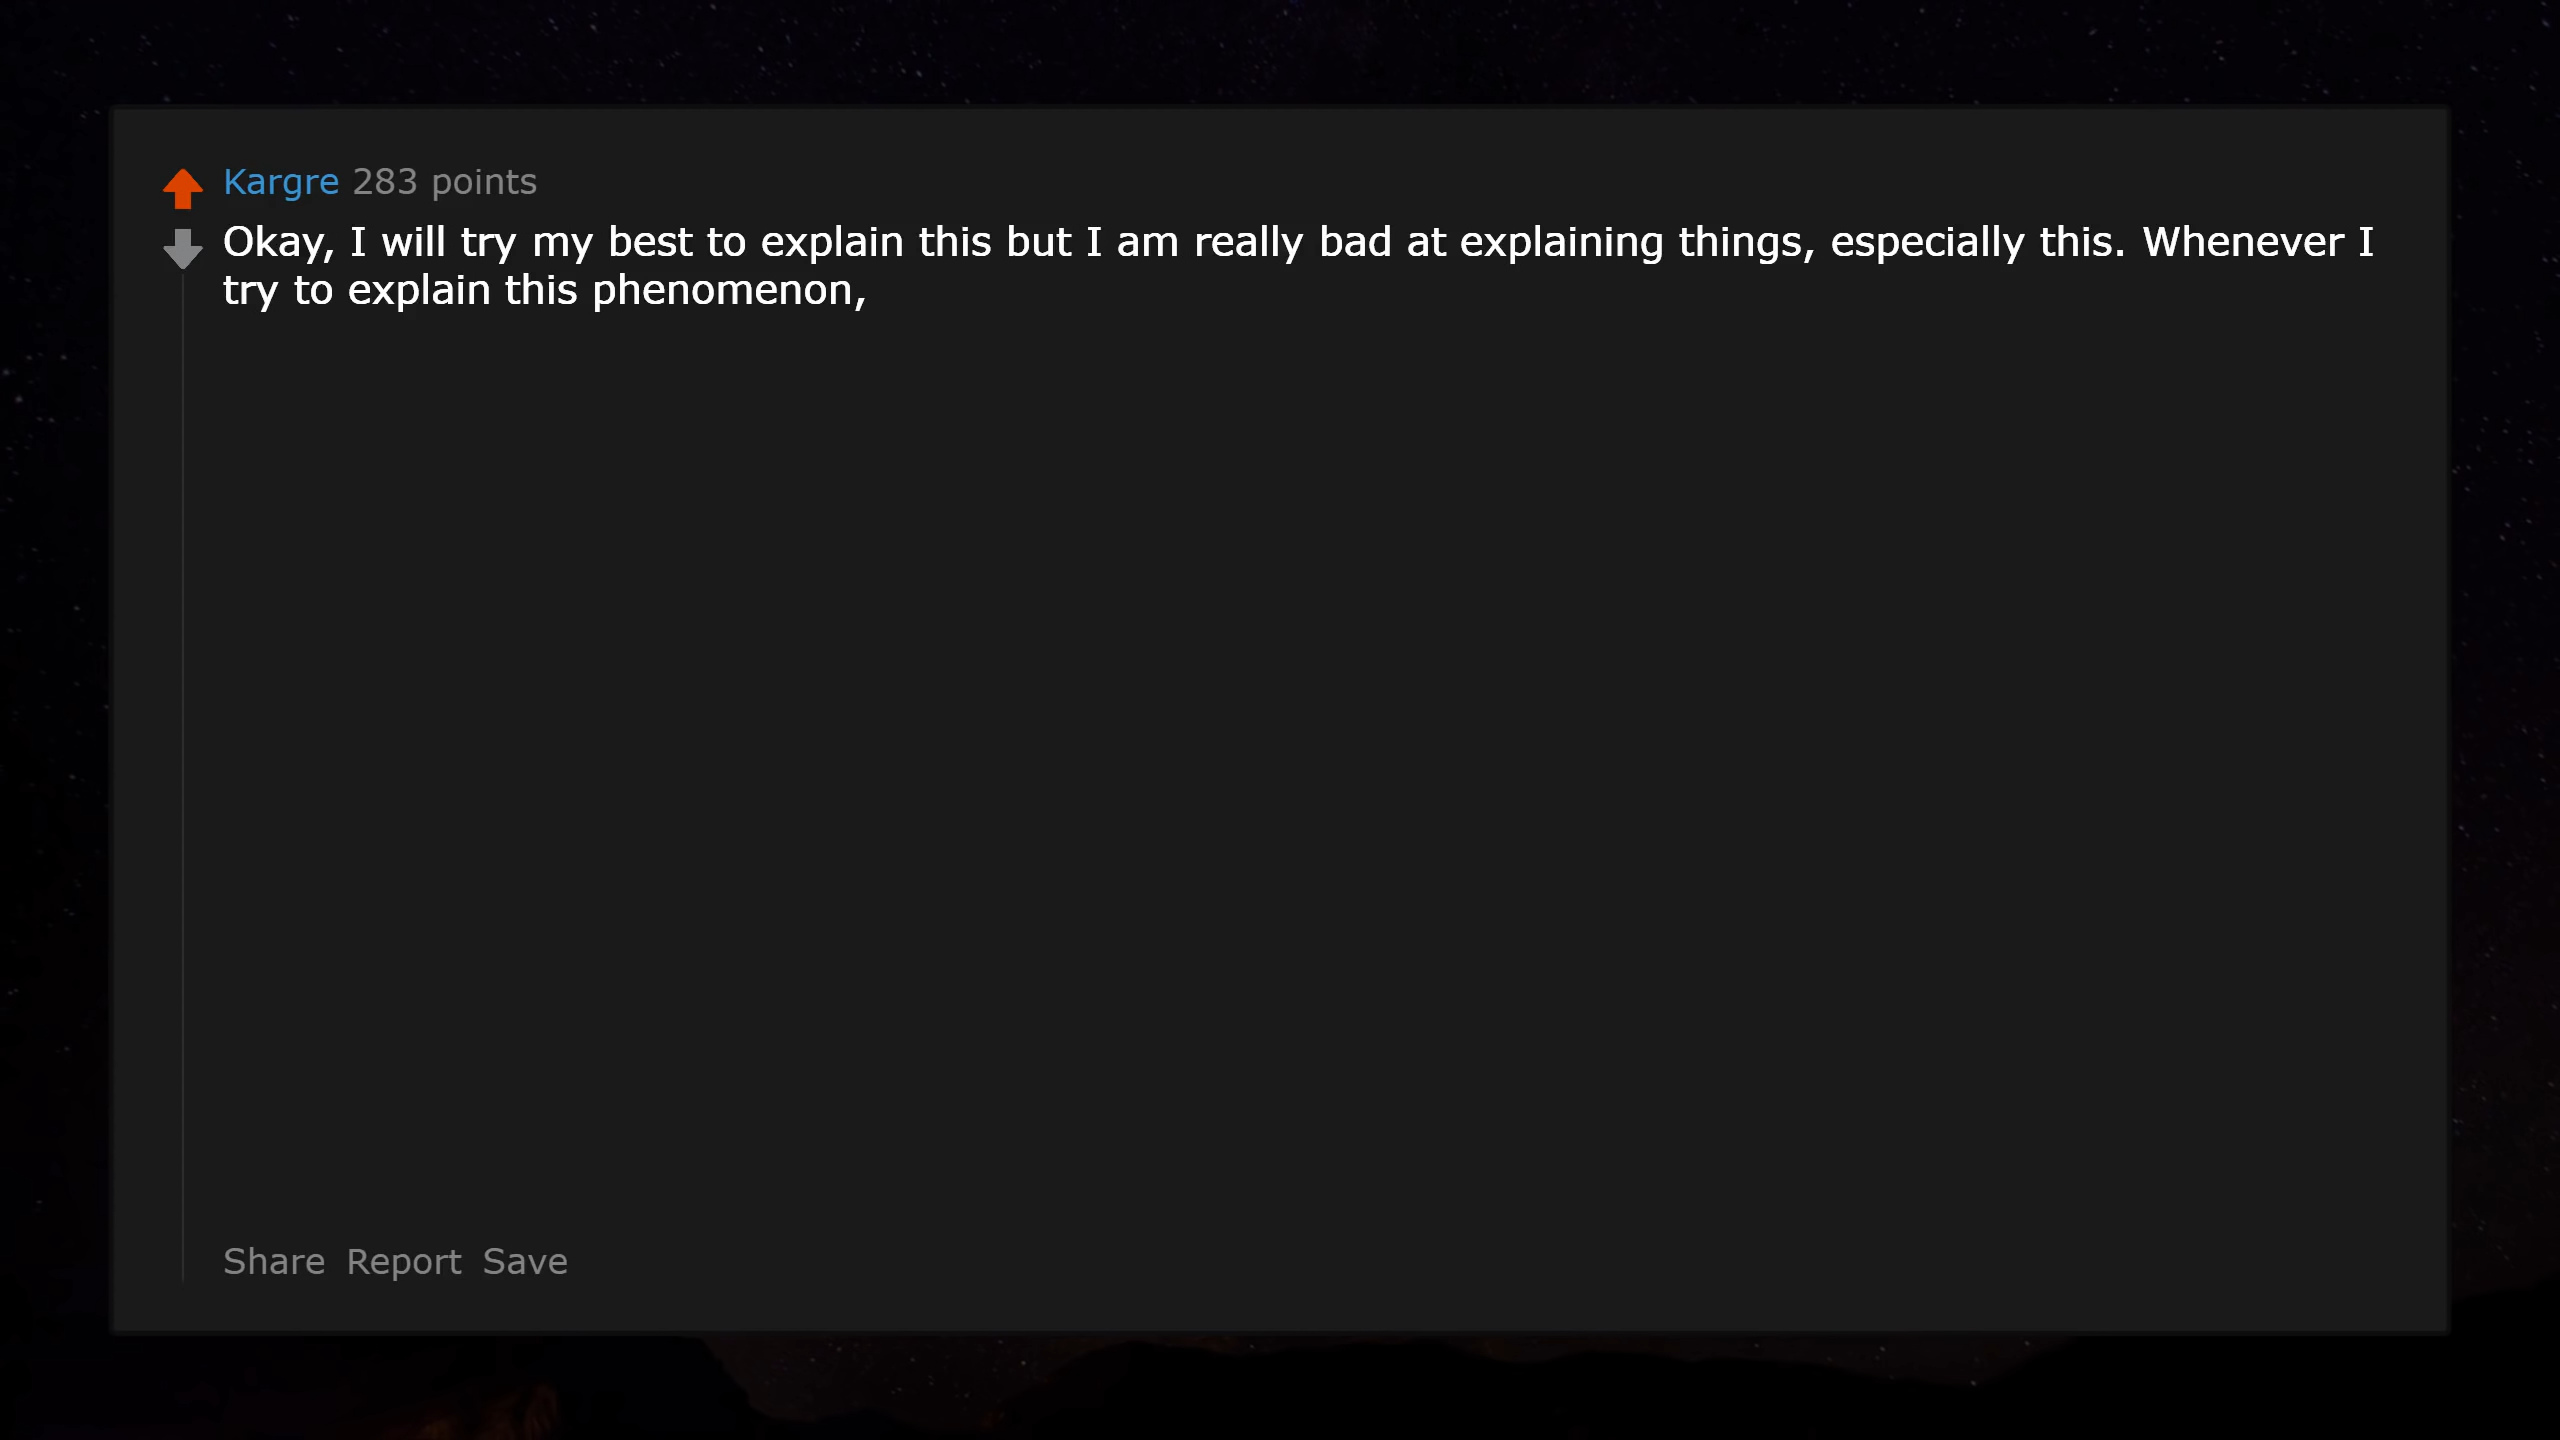 Kargre 283 points
Okay, I will try my best to explain this but I am really bad at explaining things, especially this. Whenever I
try to explain this phenomenon,
Share Report Save